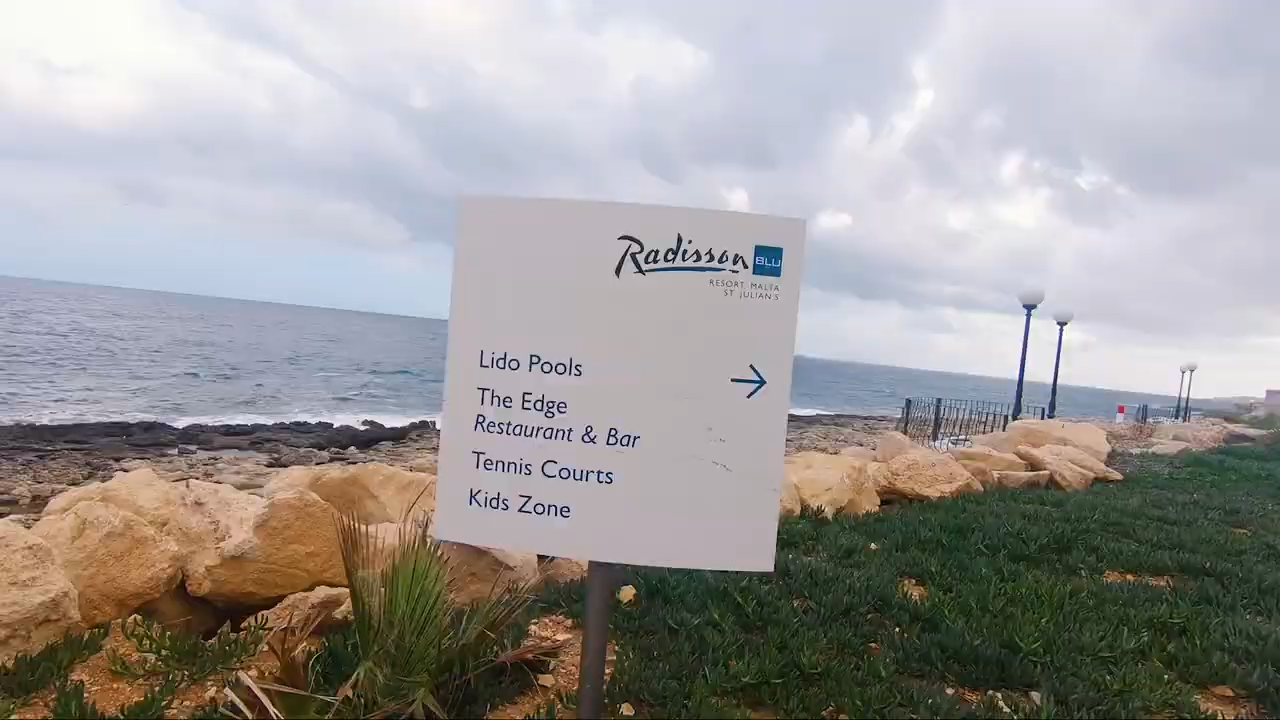 Radisson BLU
RESORT, MALTA
ST JULIAN'S
Lido Pools
The Edge
Restaurant & Bar
Tennis Courts
Kids Zone